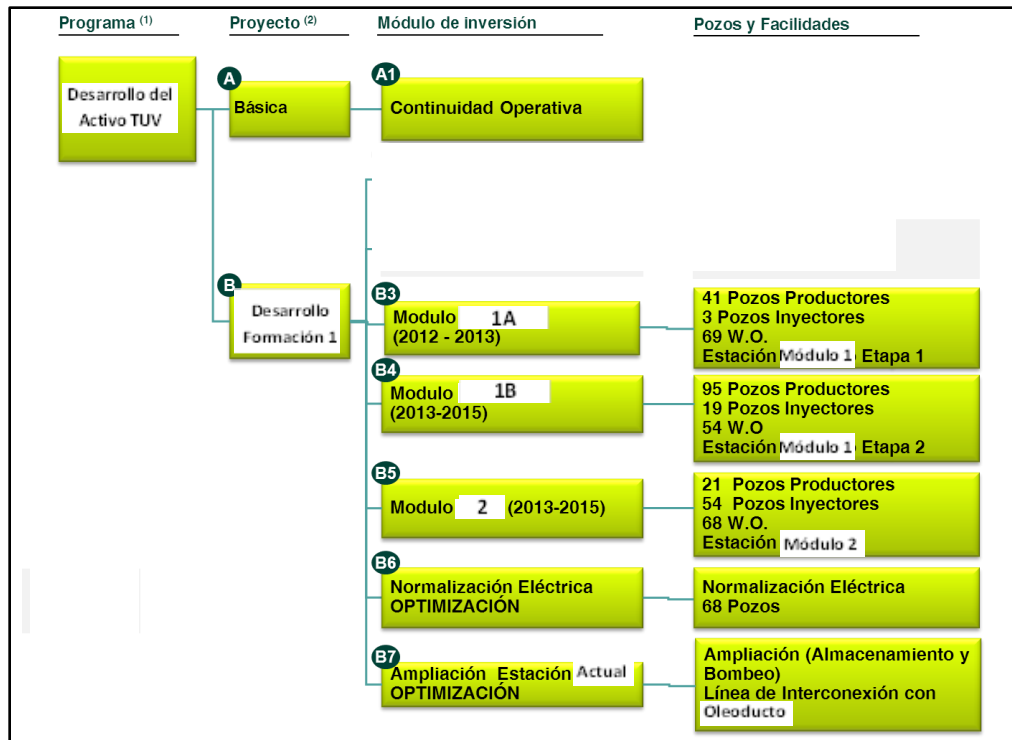 Programa (1)
Proyecto (2)
Módulo de inversión
Pozos y Facilidades
Desarrollo del
Activo TUV
A
Básica
A1
Continuidad Operativa
B
Desarrollo
Formación 1
B3
Modulo 1A
(2012 - 2013)
41 Pozos Productores
3 Pozos Inyectores
69 W.O.
Estación Módulo 1 Etapa 1
B4
Modulo 1B
(2013-2015)
95 Pozos Productores
19 Pozos Inyectores
54 W.O
Estación Módulo 1 Etapa 2
B5
Modulo 2 (2013-2015)
21 Pozos Productores
54 Pozos Inyectores
68 W.O.
Estación Módulo 2
B6
Normalización Eléctrica
OPTIMIZACIÓN
Normalización Eléctrica
68 Pozos
B7
Ampliación Estación Actual
OPTIMIZACIÓN
Ampliación (Almacenamiento y
Bombeo)
Línea de Interconexión con
Oleoducto